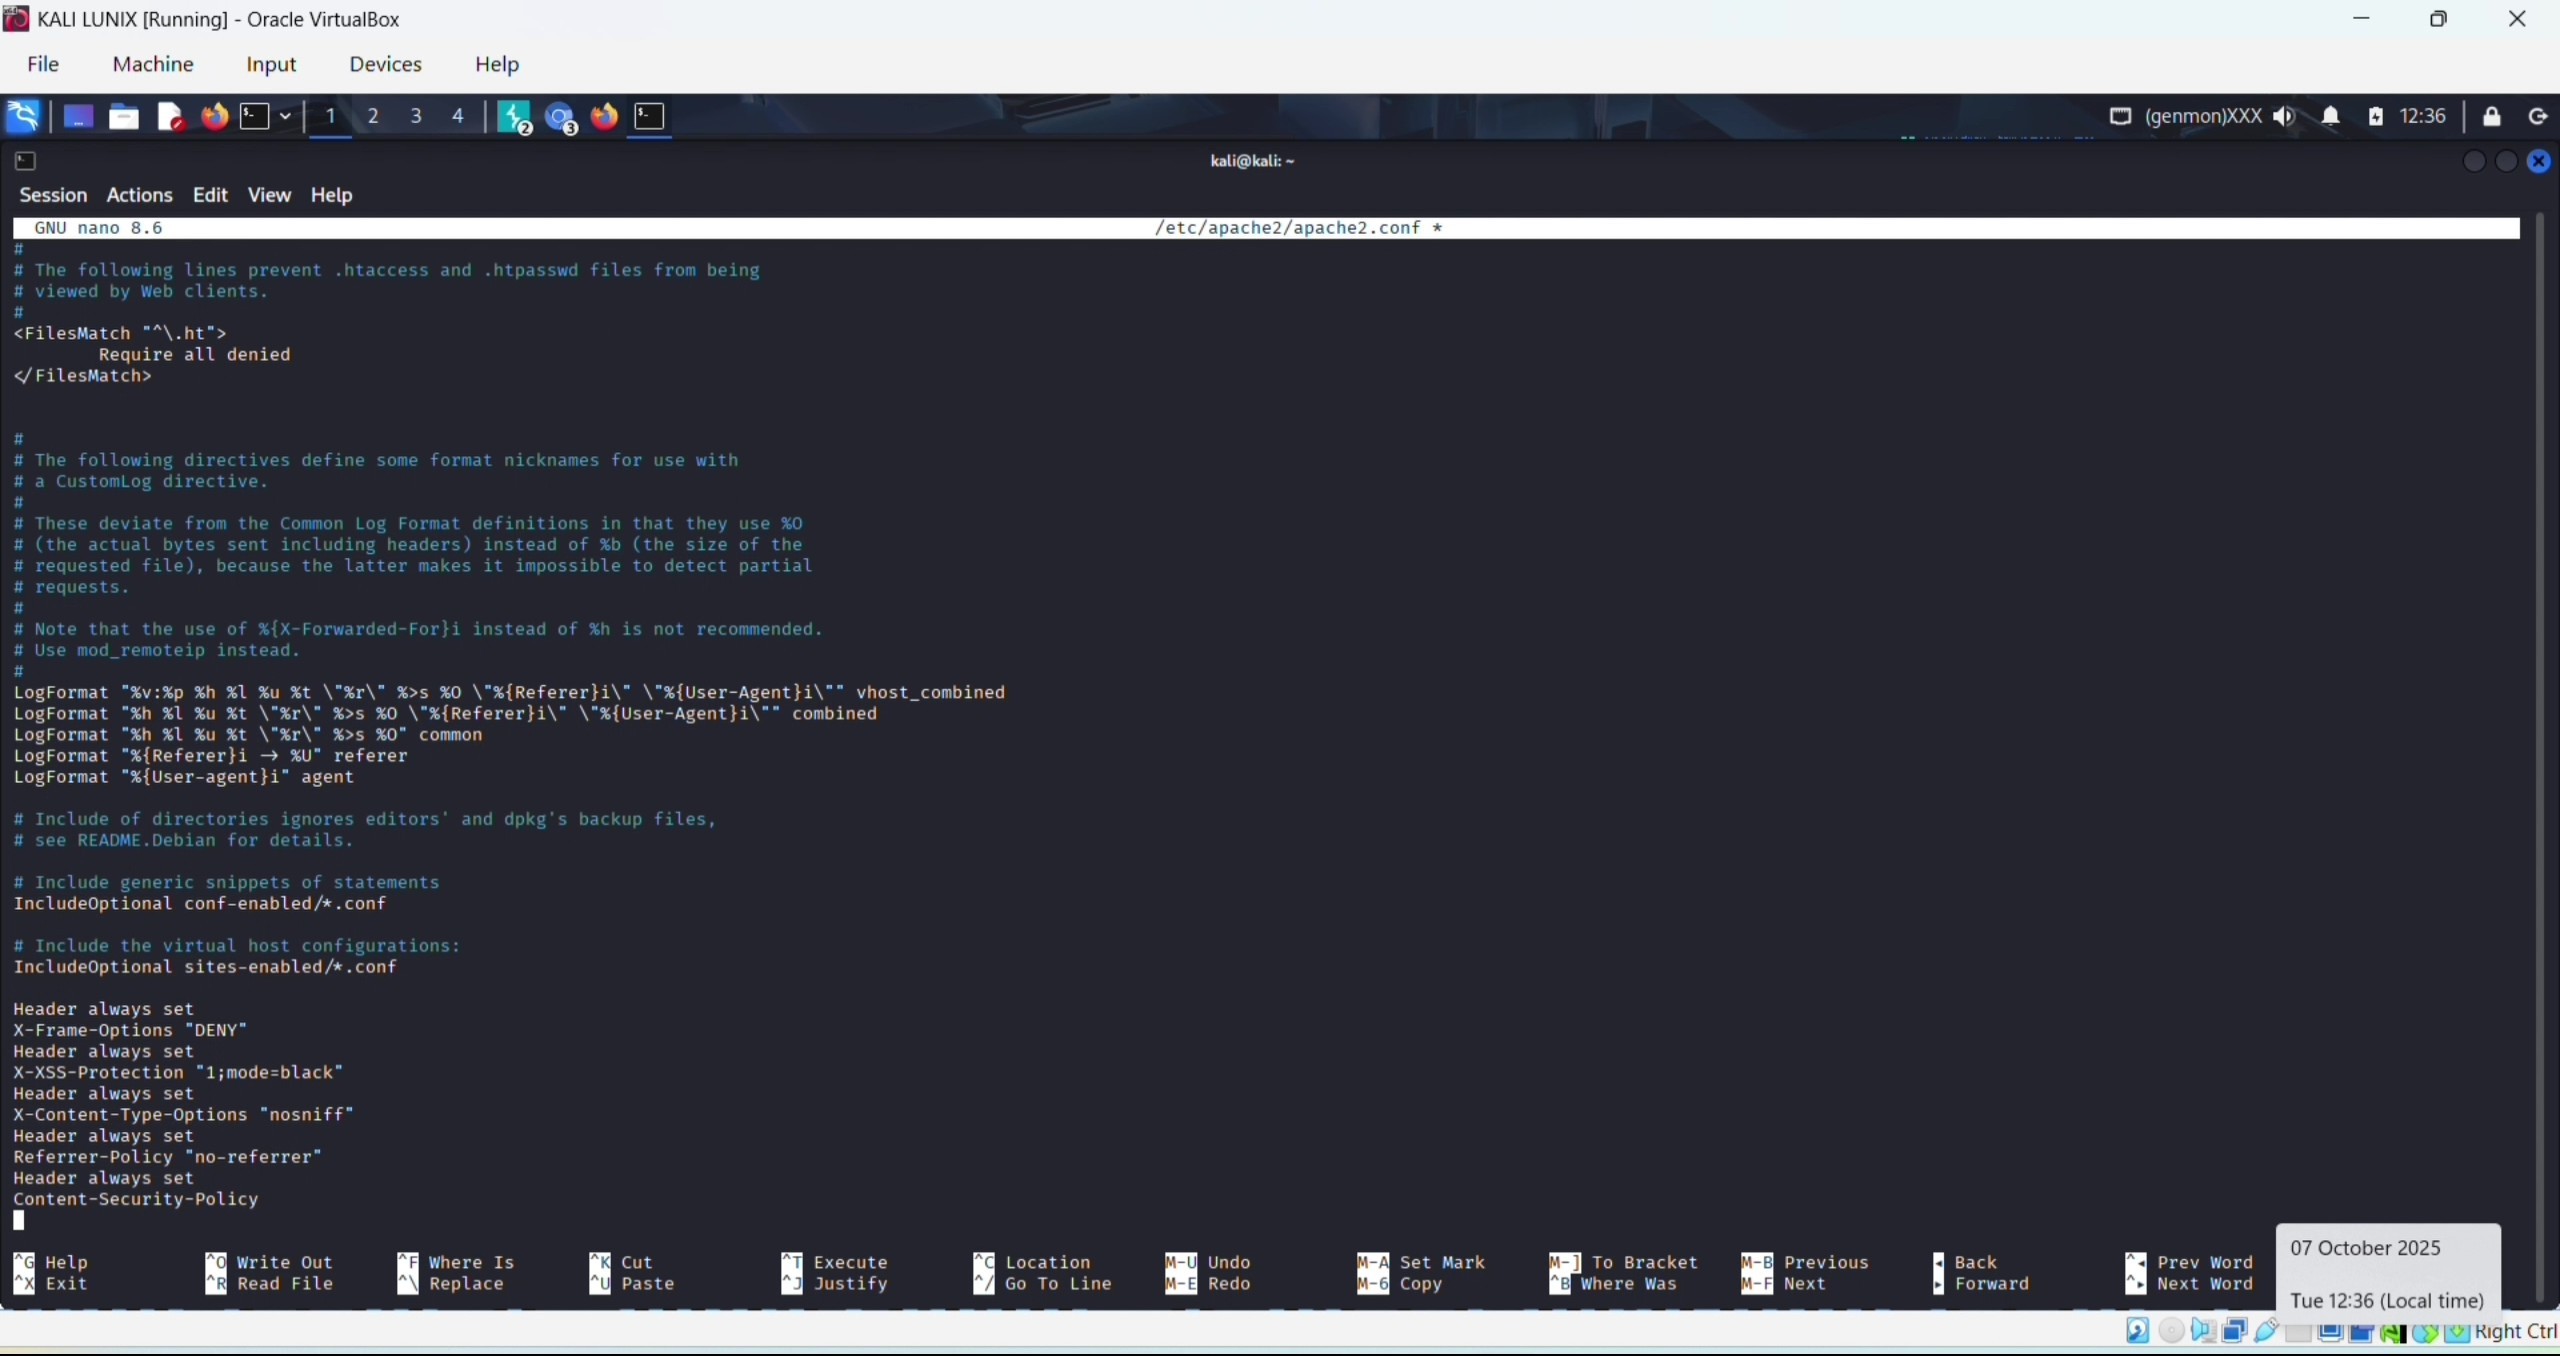 KALI LUNIX [Running] - Oracle VirtualBox
File Machine Input Devices Help
1 2 3 4 2 3 (genmon)XXX 12:36
kali@kali: ~
Session Actions Edit View Help
GNU nano 8.6 /etc/apache2/apache2.conf *
#
# The following lines prevent .htaccess and .htpasswd files from being
# viewed by Web clients.
#
<FilesMatch "^\.ht">
Require all denied
</FilesMatch>
#
# The following directives define some format nicknames for use with
# a CustomLog directive.
#
# These deviate from the Common Log Format definitions in that they use %O
# (the actual bytes sent including headers) instead of %b (the size of the
# requested file), because the latter makes it impossible to detect partial
# requests.
#
# Note that the use of %{X-Forwarded-For}i instead of %h is not recommended.
# Use mod_remoteip instead.
#
LogFormat "%v:%p %h %l %u %t \"%r\" %>s %O \"%{Referer}i\" \"%{User-Agent}i\"" vhost_combined
LogFormat "%h %l %u %t \"%r\" %>s %O \"%{Referer}i\" \"%{User-Agent}i\"" combined
LogFormat "%h %l %u %t \"%r\" %>s %O" common
LogFormat "%{Referer}i → %U" referer
LogFormat "%{User-agent}i" agent
# Include of directories ignores editors' and dpkg's backup files,
# see README.Debian for details.
# Include generic snippets of statements
IncludeOptional conf-enabled/*.conf
# Include the virtual host configurations:
IncludeOptional sites-enabled/*.conf
Header always set
X-Frame-Options "DENY"
Header always set
X-XSS-Protection "1;mode=black"
Header always set
X-Content-Type-Options "nosniff"
Header always set
Referrer-Policy "no-referrer"
Header always set
Content-Security-Policy
^G Help ^O Write Out ^F Where Is ^K Cut ^T Execute ^C Location M-U Undo M-A Set Mark M-] To Bracket M-B Previous ◂ Back ^◂ Prev Word
^X Exit ^R Read File ^\ Replace ^U Paste ^J Justify ^/ Go To Line M-E Redo M-6 Copy ^B Where Was M-F Next ▸ Forward ^▸ Next Word
07 October 2025
Tue 12:36 (Local time)
Right Ctrl